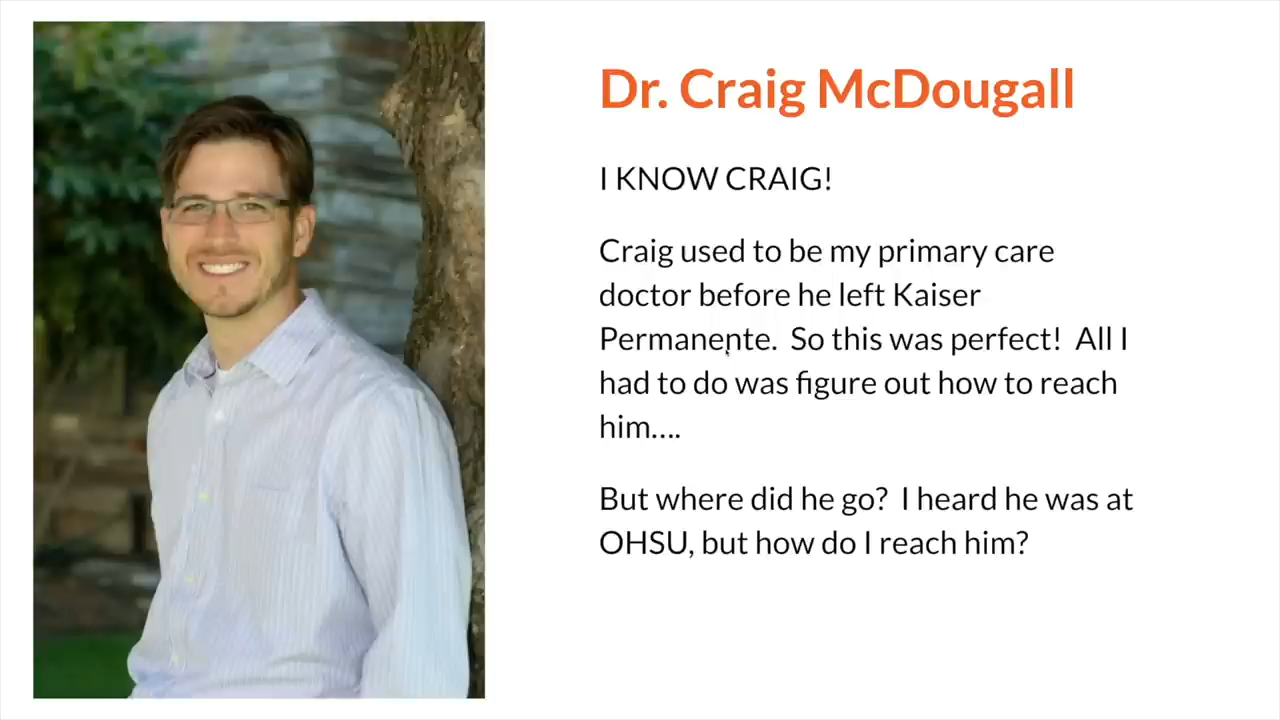 Dr. Craig McDougall
I KNOW CRAIG!
Craig used to be my primary care
doctor before he left Kaiser
Permanente.  So this was perfect!  All I
had to do was figure out how to reach
him....
But where did he go?  I heard he was at
OHSU, but how do I reach him?